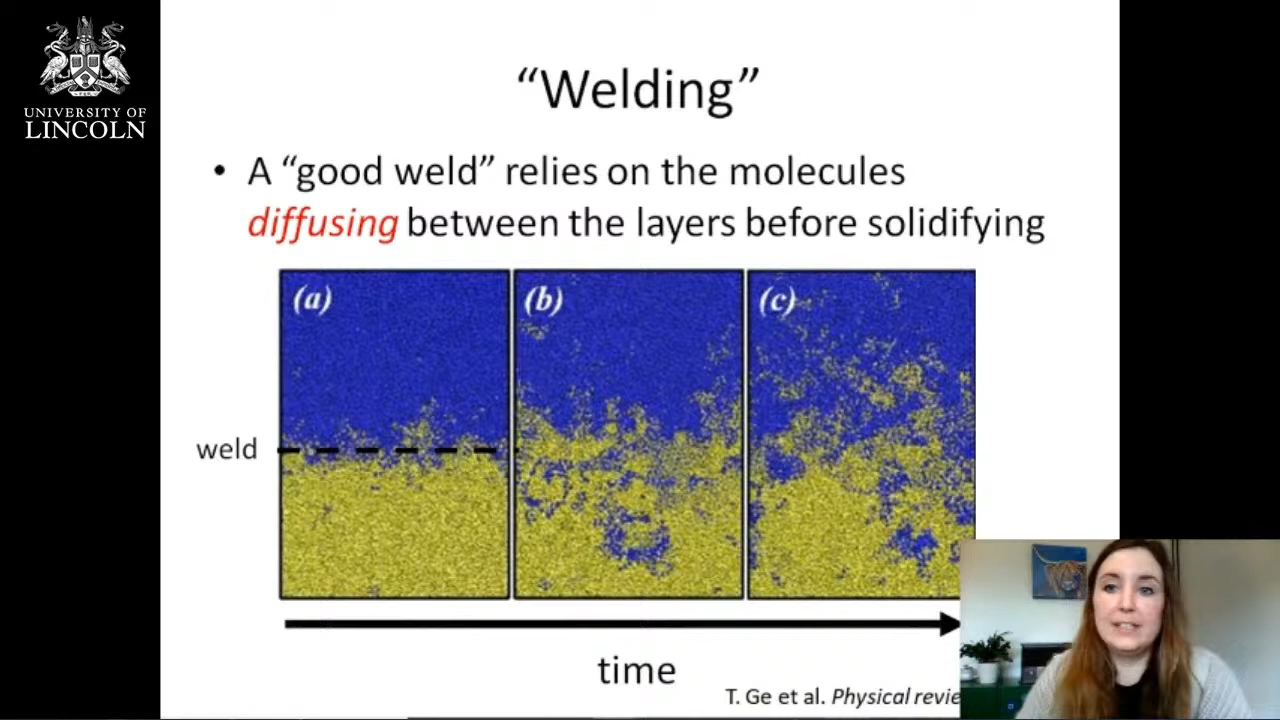 UNIVERSITY OF
LINCOLN
“Welding”
• A “good weld” relies on the molecules
diffusing between the layers before solidifying
(a)
(b)
(c)
weld
time
T. Ge et al. Physical